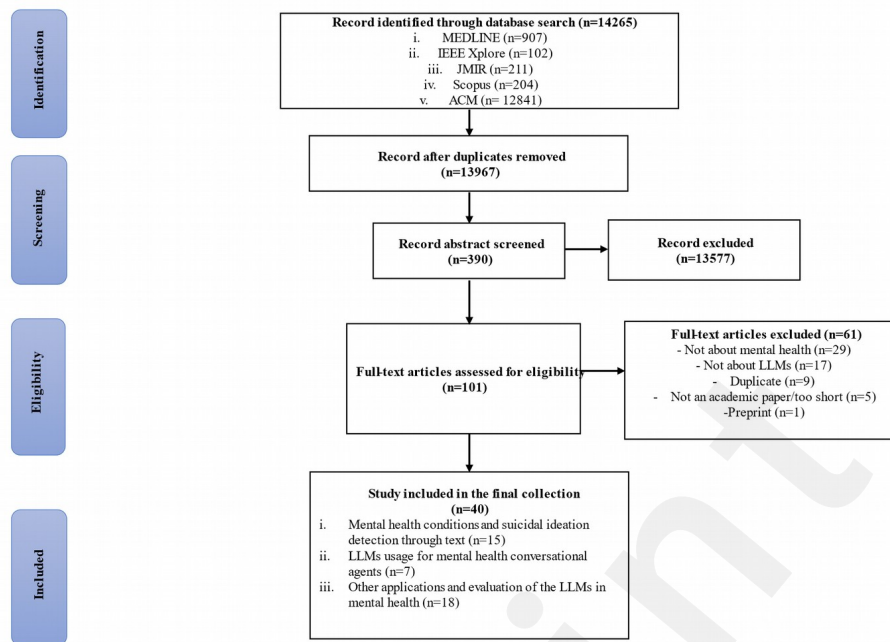 Identification
Record identified through database search (n=14265)
i. MEDLINE (n=907)
ii. IEEE Xplore (n=102)
iii. JMIR (n=211)
iv. Scopus (n=204)
v. ACM (n= 12841)
Screening
Record after duplicates removed
(n=13967)
Record abstract screened
(n=390)
Record excluded
(n=13577)
Eligibility
Full-text articles assessed for eligibility
(n=101)
Full-text articles excluded (n=61)
- Not about mental health (n=29)
- Not about LLMs (n=17)
- Duplicate (n=9)
- Not an academic paper/too short (n=5)
-Preprint (n=1)
Included
Study included in the final collection
(n=40)
i. Mental health conditions and suicidal ideation
detection through text (n=15)
ii. LLMs usage for mental health conversational
agents (n=7)
iii. Other applications and evaluation of the LLMs in
mental health (n=18)
int